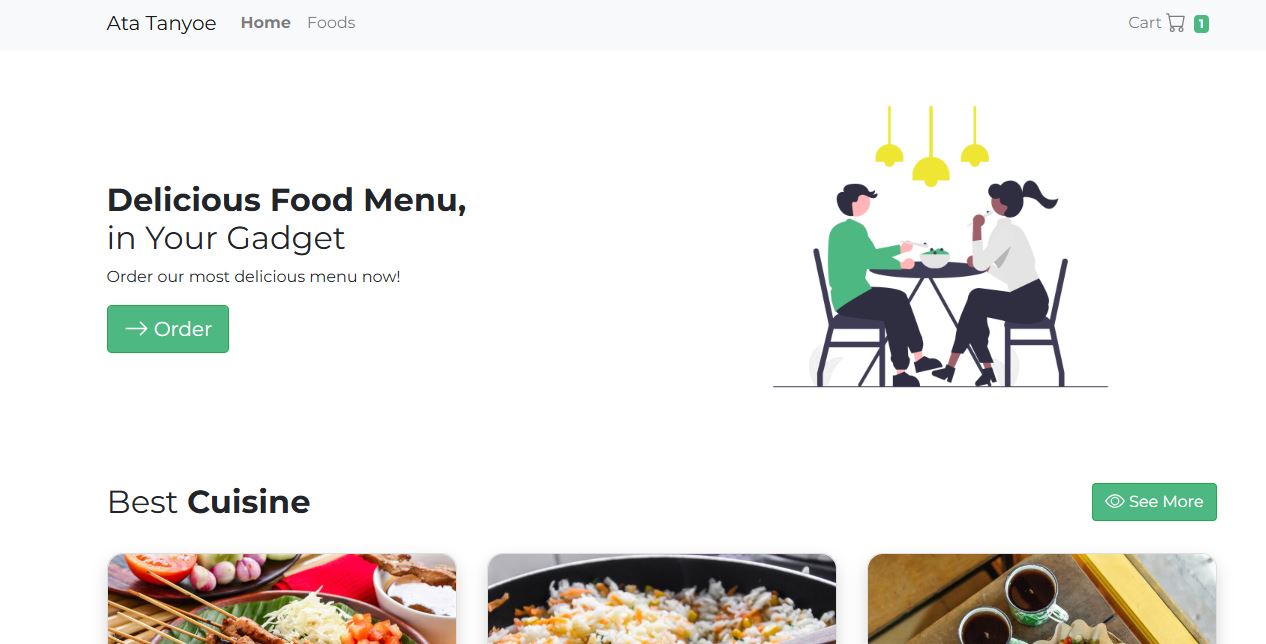 Ata Tanyoe Home Foods Cart 1
Delicious Food Menu,
in Your Gadget
Order our most delicious menu now!
Order
Best Cuisine See More